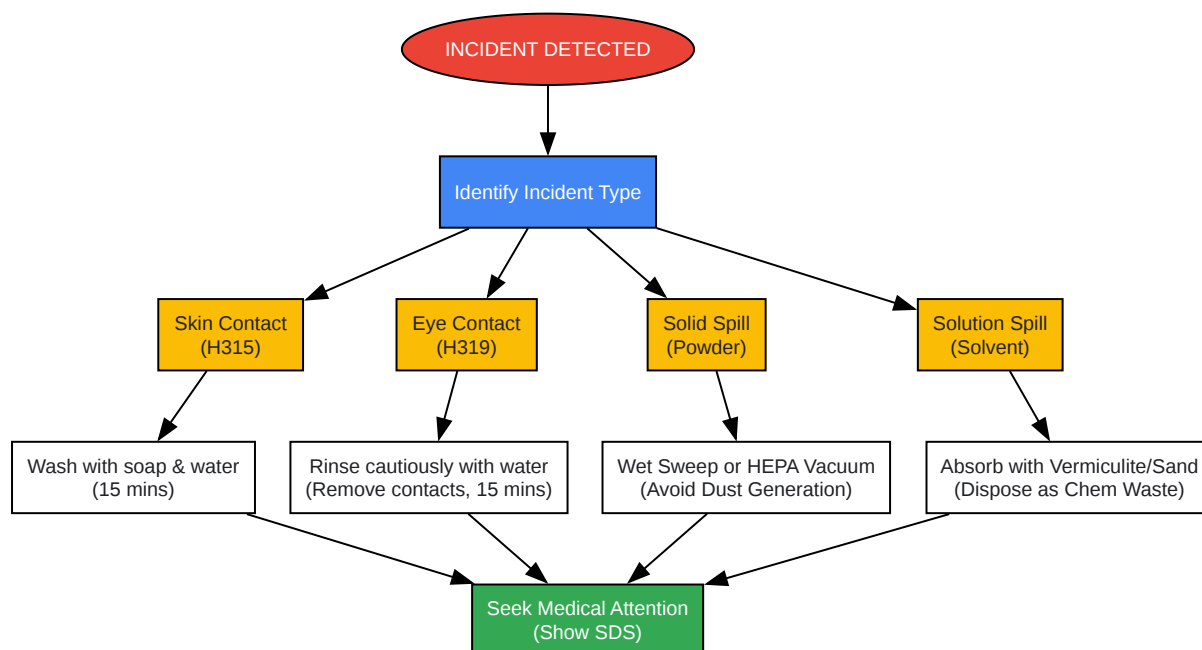 INCIDENT DETECTED
Identify Incident Type
Skin Contact
(H315)
Eye Contact
(H319)
Solid Spill
(Powder)
Solution Spill
(Solvent)
Wash with soap & water
(15 mins)
Rinse cautiously with water
(Remove contacts, 15 mins)
Wet Sweep or HEPA Vacuum
(Avoid Dust Generation)
Absorb with Vermiculite/Sand
(Dispose as Chem Waste)
Seek Medical Attention
(Show SDS)